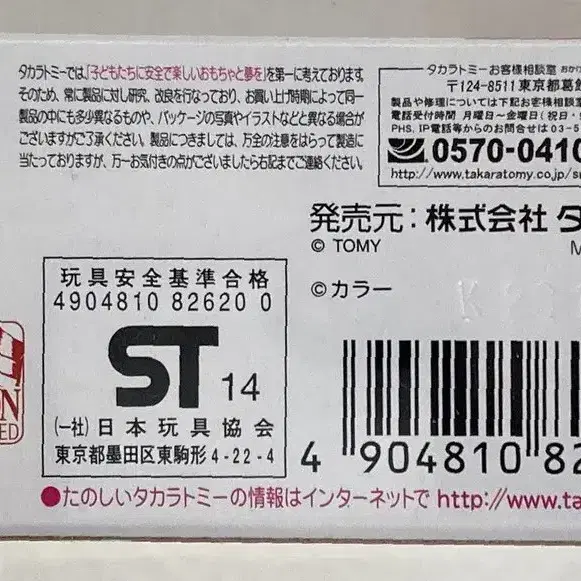 タカラトミーでは、「子どもたちに安全で楽しいおもちゃと夢を」を第一に考えております。
そのため、常に製品に対し研究、改良を行なっており、お買い上げ時期によって同一
製品の中にも多少異なるものや、パッケージの写真やイラストなどと異なる場合が
ございますがご了承ください。製品につきましては、万全の注意をはらって製造に
当たっておりますが、万一お気付きの点がございましたら右記までご連絡ください。
タカラトミーお客様相談室
〒124-8511 東京都葛飾
製品や修理については下記お客様相談
電話受付時間 月曜日〜金曜日(祝日・
PHS、IP電話等からのお問合せは03-5
0570-0410
http://www.takaratomy.co.jp/su
発売元：株式会社 タ
© TOMY
M
©カラー
玩具安全基準合格
4904810 82620 0
ST 14
(一社)日本玩具協会
東京都墨田区東駒形4-22-4
4 904810 82
ON
ED
●たのしいタカラトミーの情報はインターネットで http://www.ta